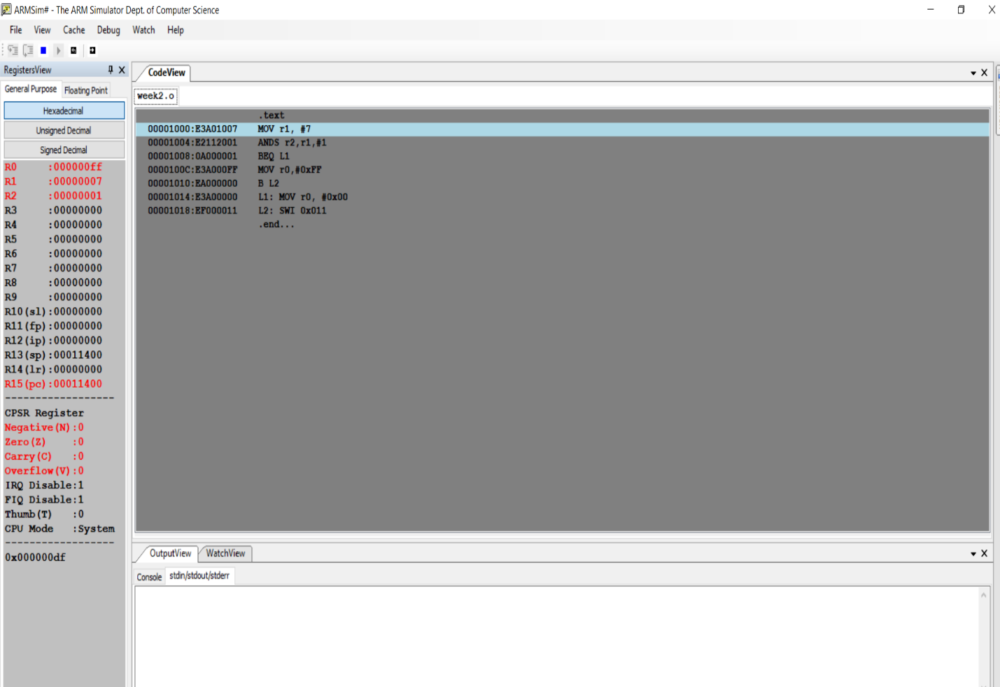 ARMSim# - The ARM Simulator Dept. of Computer Science
File View Cache Debug Watch Help
RegistersView
General Purpose Floating Point
Hexadecimal
Unsigned Decimal
Signed Decimal
R0 :000000ff
R1 :00000007
R2 :00000001
R3 :00000000
R4 :00000000
R5 :00000000
R6 :00000000
R7 :00000000
R8 :00000000
R9 :00000000
R10(sl):00000000
R11(fp):00000000
R12(ip):00000000
R13(sp):00011400
R14(lr):00000000
R15(pc):00011400
--------------------
CPSR Register
Negative(N):0
Zero(Z) :0
Carry(C) :0
Overflow(V):0
IRQ Disable:1
FIQ Disable:1
Thumb(T) :0
CPU Mode :System
--------------------
0x000000df
CodeView
week2.o
.text
00001000:E3A01007 MOV r1, #7
00001004:E2112001 ANDS r2,r1,#1
00001008:0A000001 BEQ L1
0000100C:E3A000FF MOV r0,#0xFF
00001010:EA000000 B L2
00001014:E3A00000 L1: MOV r0, #0x00
00001018:EF000011 L2: SWI 0x011
.end...
OutputView WatchView
Console stdin/stdout/stderr